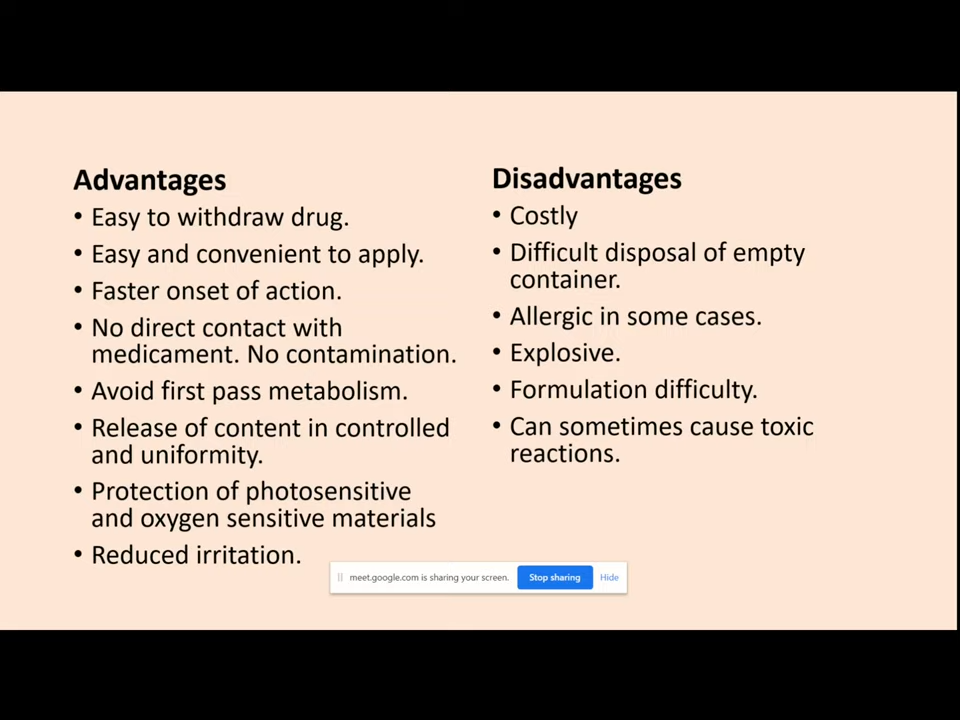 Advantages
• Easy to withdraw drug.
• Easy and convenient to apply.
• Faster onset of action.
• No direct contact with
medicament. No contamination.
• Avoid first pass metabolism.
• Release of content in controlled
and uniformity.
• Protection of photosensitive
and oxygen sensitive materials
• Reduced irritation.
Disadvantages
• Costly
• Difficult disposal of empty
container.
• Allergic in some cases.
• Explosive.
• Formulation difficulty.
• Can sometimes cause toxic
reactions.
meet.google.com is sharing your screen. Stop sharing Hide